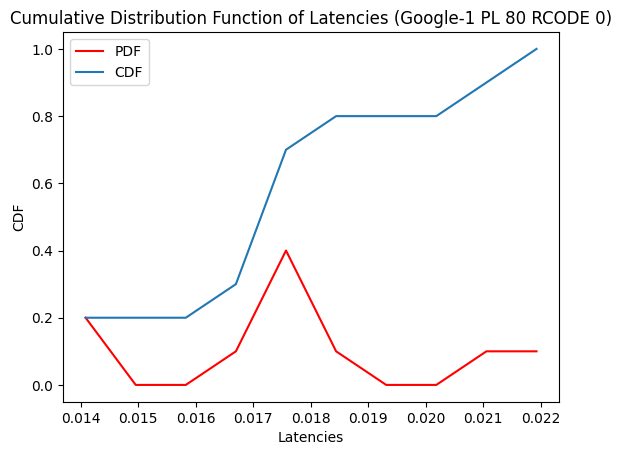 Cumulative Distribution Function of Latencies (Google-1 PL 80 RCODE 0)
PDF
CDF
1.0
0.8
0.6
0.4
0.2
0.0
CDF
0.014 0.015 0.016 0.017 0.018 0.019 0.020 0.021 0.022
Latencies